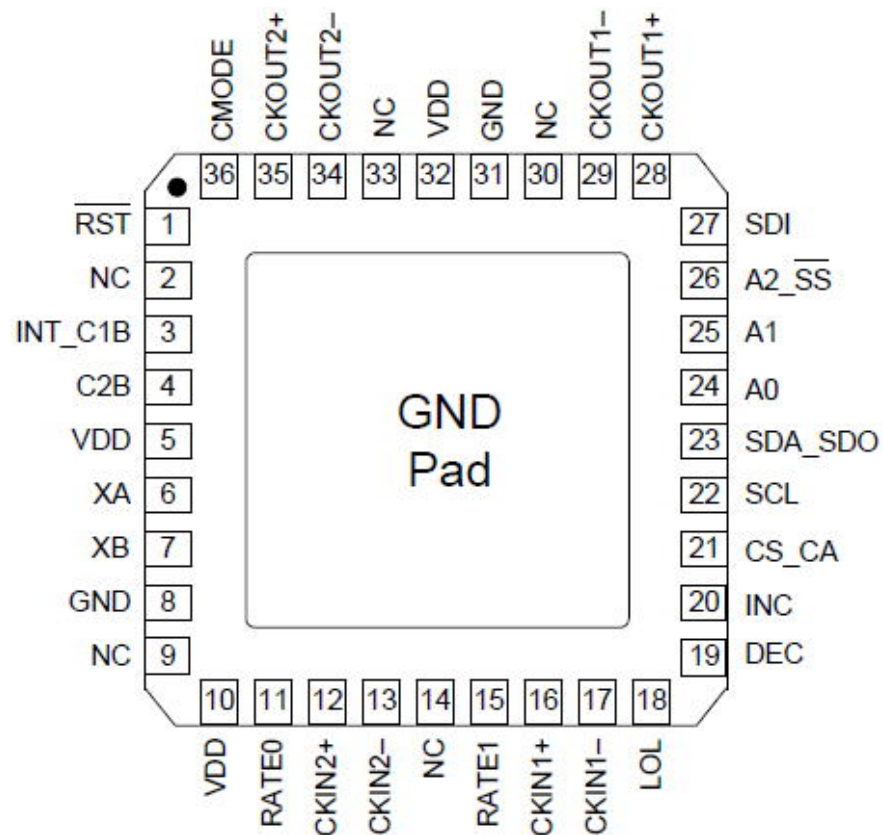 CMODE
CKOUT2+
CKOUT2–
NC
VDD
GND
NC
CKOUT1–
CKOUT1+
36 35 34 33 32 31 30 29 28
R̅S̅T̅ 1
NC 2
INT_C1B 3
C2B 4
VDD 5
XA 6
XB 7
GND 8
NC 9
GND
Pad
27 SDI
26 A2_S̅S̅
25 A1
24 A0
23 SDA_SDO
22 SCL
21 CS_CA
20 INC
19 DEC
10 11 12 13 14 15 16 17 18
VDD
RATE0
CKIN2+
CKIN2–
NC
RATE1
CKIN1+
CKIN1–
LOL